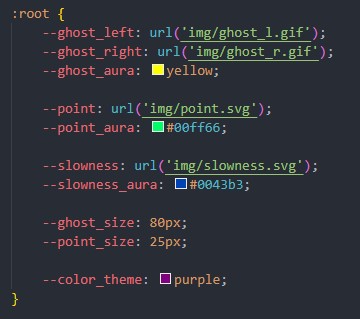 :root {
--ghost_left: url('img/ghost_l.gif');
--ghost_right: url('img/ghost_r.gif');
--ghost_aura: yellow;
--point: url('img/point.svg');
--point_aura: #00ff66;
--slowness: url('img/slowness.svg');
--slowness_aura: #0043b3;
--ghost_size: 80px;
--point_size: 25px;
--color_theme: purple;
}